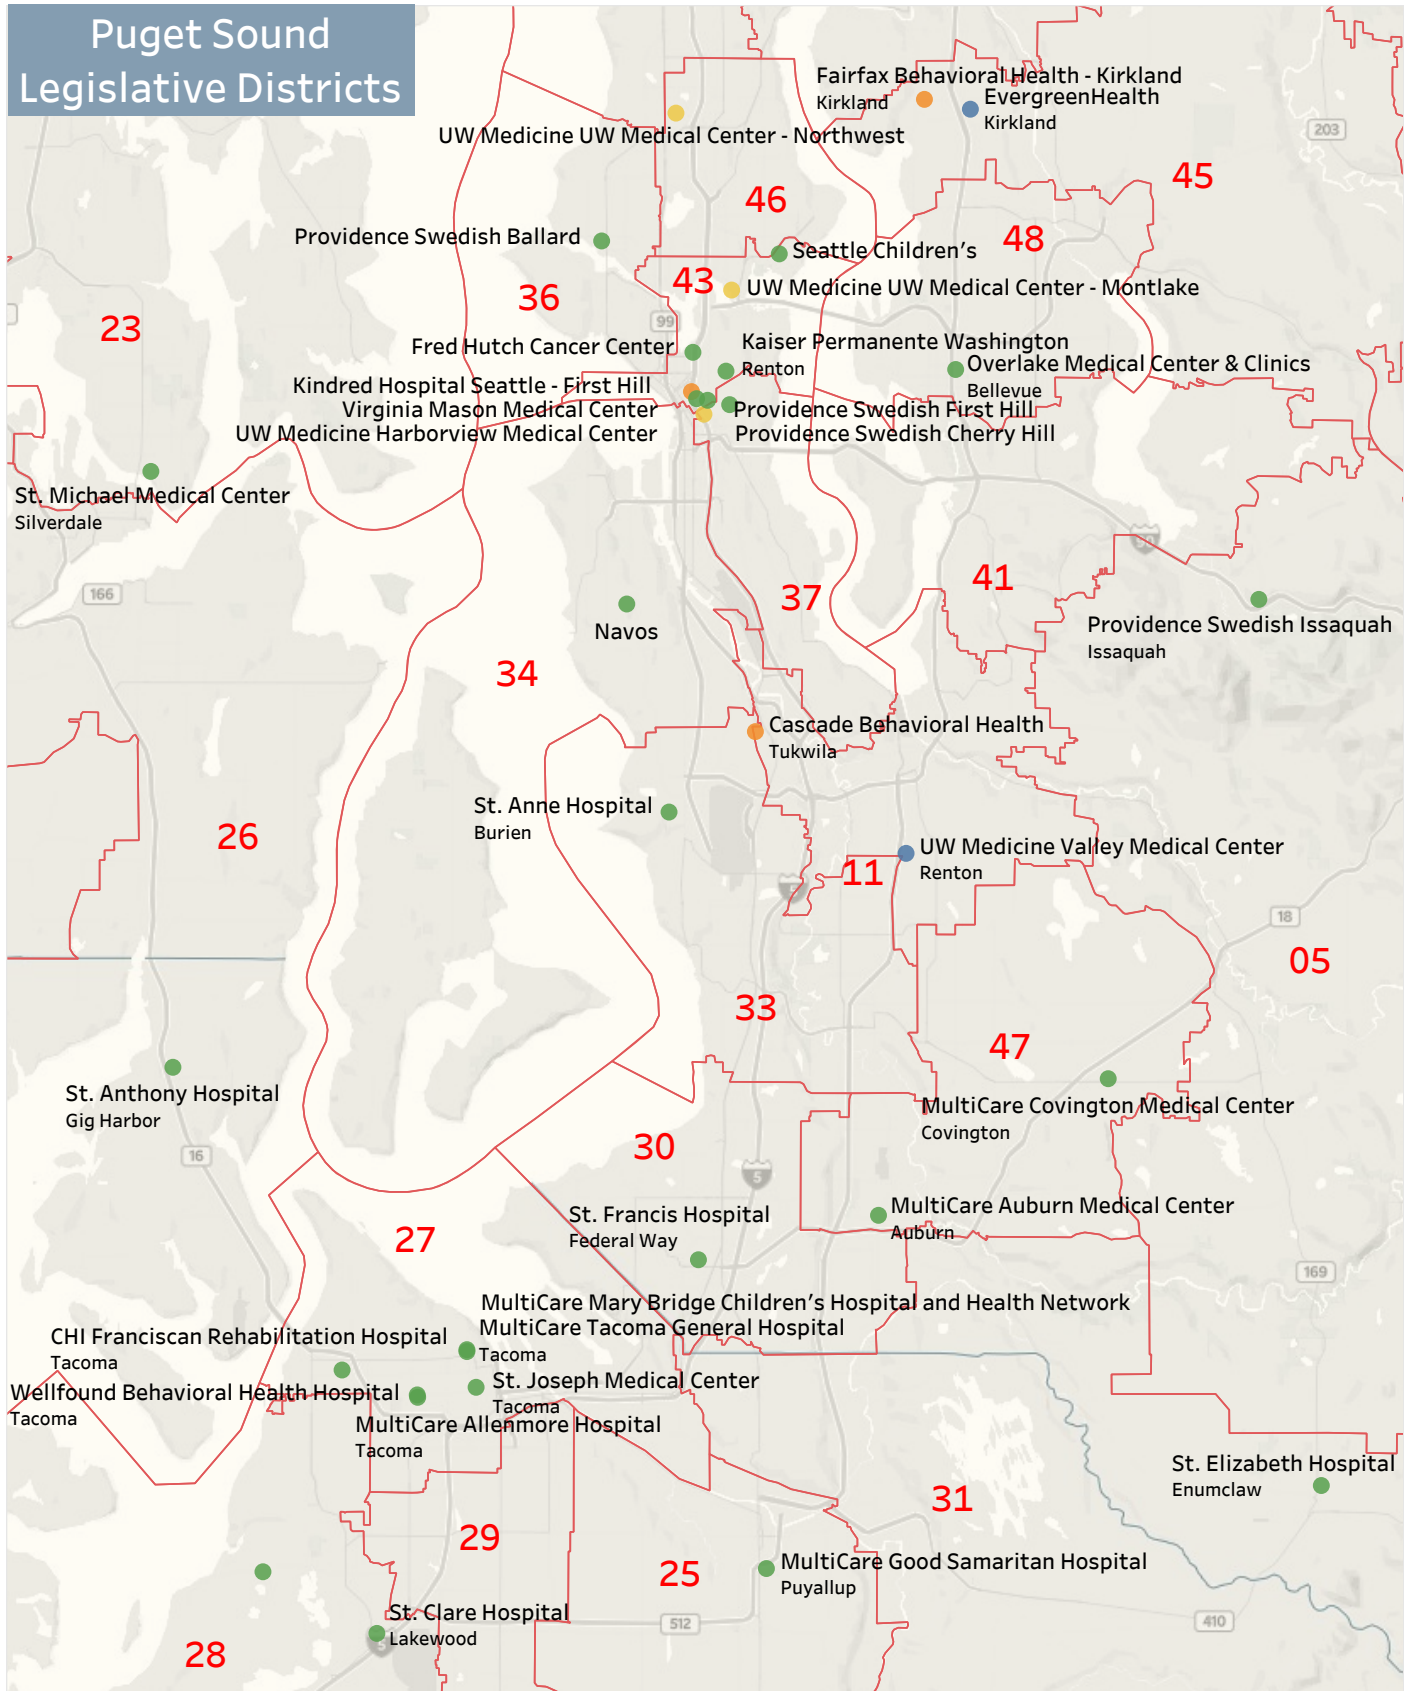 Puget Sound
Legislative Districts
Fairfax Behavioral Health - Kirkland
Kirkland
EvergreenHealth
Kirkland
UW Medicine UW Medical Center - Northwest
203
45
46
Providence Swedish Ballard
48
Seattle Children's
43
UW Medicine UW Medical Center - Montlake
36
99
23
Fred Hutch Cancer Center
Kaiser Permanente Washington
Renton
Overlake Medical Center & Clinics
Bellevue
Kindred Hospital Seattle - First Hill
Virginia Mason Medical Center
Providence Swedish First Hill
UW Medicine Harborview Medical Center
Providence Swedish Cherry Hill
St. Michael Medical Center
Silverdale
90
166
41
37
Navos
Providence Swedish Issaquah
Issaquah
34
Cascade Behavioral Health
Tukwila
St. Anne Hospital
Burien
26
UW Medicine Valley Medical Center
Renton
11
5
18
05
33
47
St. Anthony Hospital
Gig Harbor
MultiCare Covington Medical Center
Covington
30
16
5
MultiCare Auburn Medical Center
Auburn
St. Francis Hospital
Federal Way
27
169
MultiCare Mary Bridge Children's Hospital and Health Network
MultiCare Tacoma General Hospital
Tacoma
CHI Franciscan Rehabilitation Hospital
Tacoma
St. Joseph Medical Center
Tacoma
Wellfound Behavioral Health Hospital
Tacoma
MultiCare Allenmore Hospital
Tacoma
St. Elizabeth Hospital
Enumclaw
31
29
25
MultiCare Good Samaritan Hospital
Puyallup
St. Clare Hospital
Lakewood
5
512
410
28